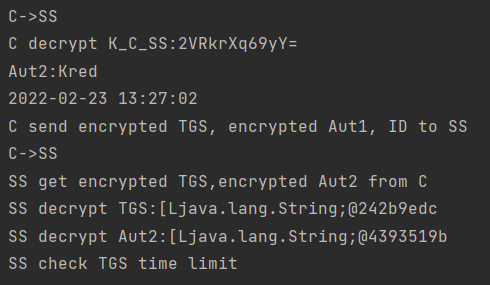 C->SS
C decrypt K_C_SS:2VRkrXq69yY=
Aut2:Kred
2022-02-23 13:27:02
C send encrypted TGS, encrypted Aut1, ID to SS
C->SS
SS get encrypted TGS,encrypted Aut2 from C
SS decrypt TGS:[Ljava.lang.String;@242b9edc
SS decrypt Aut2:[Ljava.lang.String;@4393519b
SS check TGS time limit